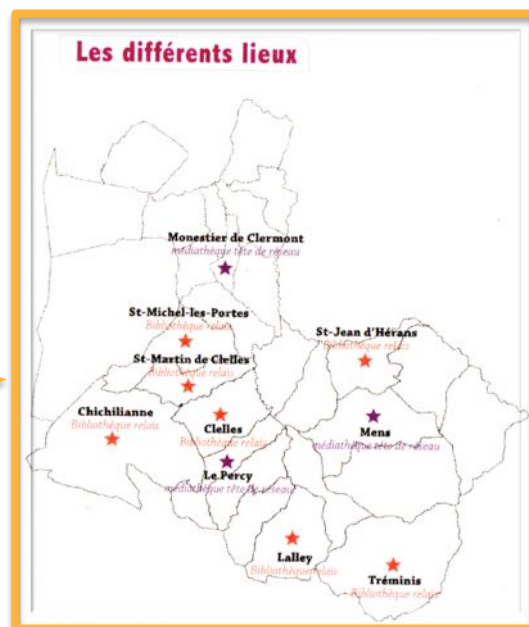 Les différents lieux
Monestier de Clermont
médiathèque tête de réseau
St-Michel-les-Portes
Bibliothèque relais
St-Jean d'Hérans
Bibliothèque relais
St-Martin de Clelles
Bibliothèque relais
Chichilianne
Bibliothèque relais
Clelles
Bibliothèque relais
Mens
médiathèque tête de réseau
Le Percy
médiathèque tête de réseau
Lalley
Bibliothèque relais
Tréminis
Bibliothèque relais